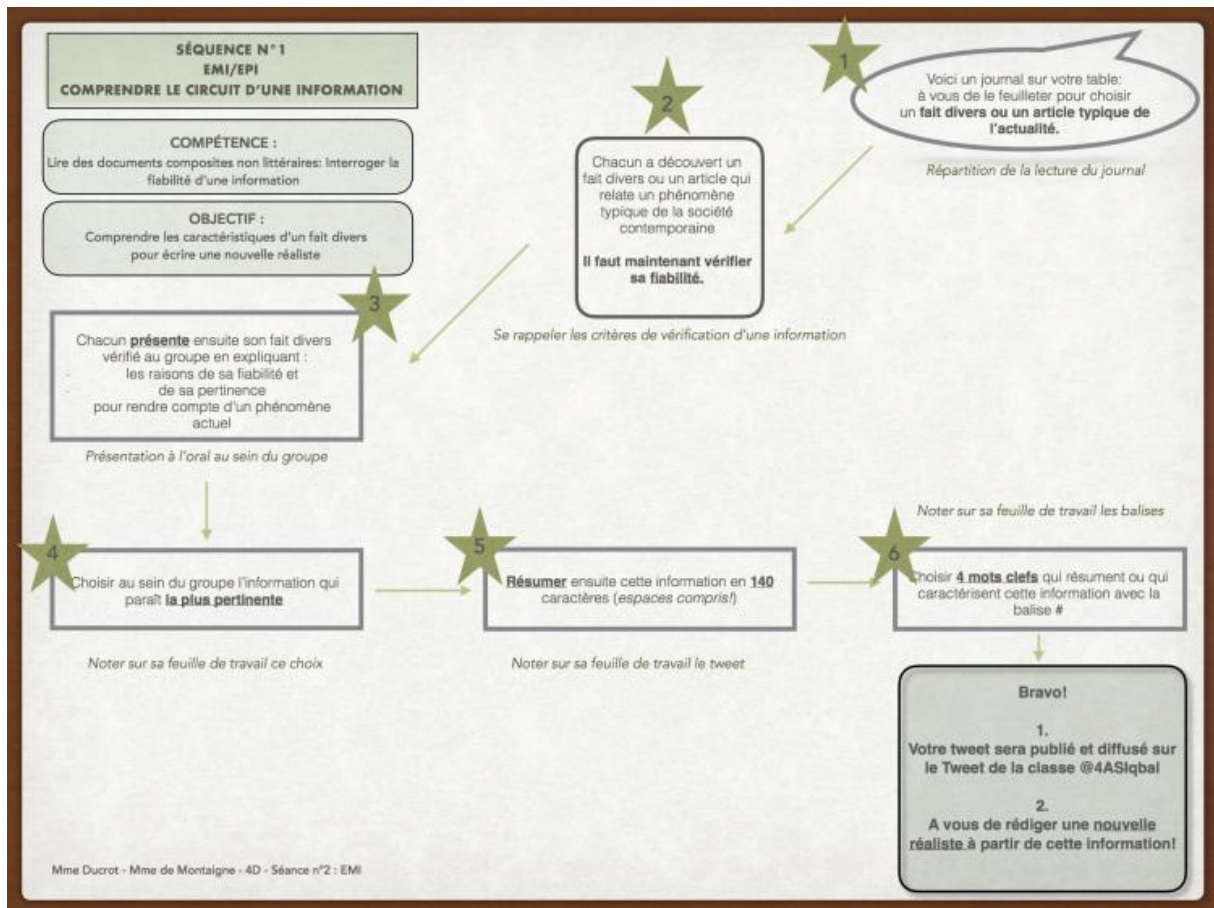 SÉQUENCE N°1
EMI/EPI
COMPRENDRE LE CIRCUIT D'UNE INFORMATION
COMPÉTENCE :
Lire des documents composites non littéraires: Interroger la
fiabilité d'une information
OBJECTIF :
Comprendre les caractéristiques d'un fait divers
pour écrire une nouvelle réaliste
1
Voici un journal sur votre table:
à vous de le feuilleter pour choisir
un fait divers ou un article typique de
l'actualité.
Répartition de la lecture du journal
2
Chacun a découvert un
fait divers ou un article qui
relate un phénomène
typique de la société
contemporaine
Il faut maintenant vérifier
sa fiabilité.
Se rappeler les critères de vérification d'une information
3
Chacun présente ensuite son fait divers
vérifié au groupe en expliquant :
- les raisons de sa fiabilité et
- de sa pertinence
pour rendre compte d'un phénomène
actuel
Présentation à l'oral au sein du groupe
4
Choisir au sein du groupe l'information qui
paraît la plus pertinente
Noter sur sa feuille de travail ce choix
5
Résumer ensuite cette information en 140
caractères (espaces compris!)
Noter sur sa feuille de travail le tweet
Noter sur sa feuille de travail les balises
6
Choisir 4 mots clefs qui résument ou qui
caractérisent cette information avec la
balise #
Bravo!
1.
Votre tweet sera publié et diffusé sur
le Tweet de la classe @4ASIqbal
2.
A vous de rédiger une nouvelle
réaliste à partir de cette information!
Mme Ducrot - Mme de Montaigne - 4D - Séance n°2 : EMI